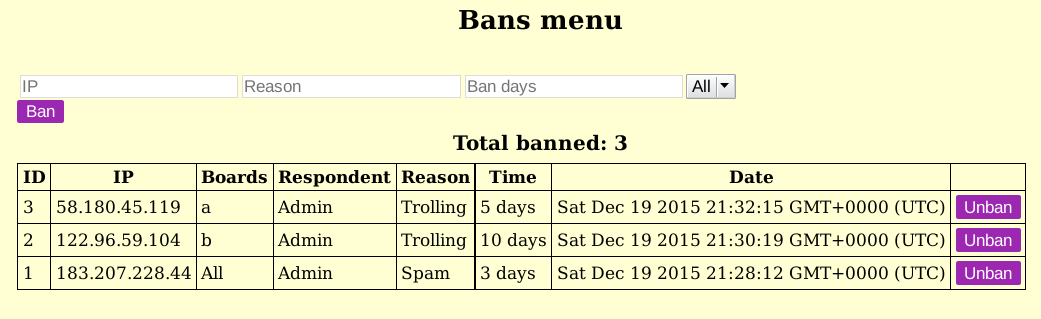 Bans menu
IP Reason Ban days All
Ban
Total banned: 3
ID IP Boards Respondent Reason Time Date
3 58.180.45.119 a Admin Trolling 5 days Sat Dec 19 2015 21:32:15 GMT+0000 (UTC) Unban
2 122.96.59.104 b Admin Trolling 10 days Sat Dec 19 2015 21:30:19 GMT+0000 (UTC) Unban
1 183.207.228.44 All Admin Spam 3 days Sat Dec 19 2015 21:28:12 GMT+0000 (UTC) Unban